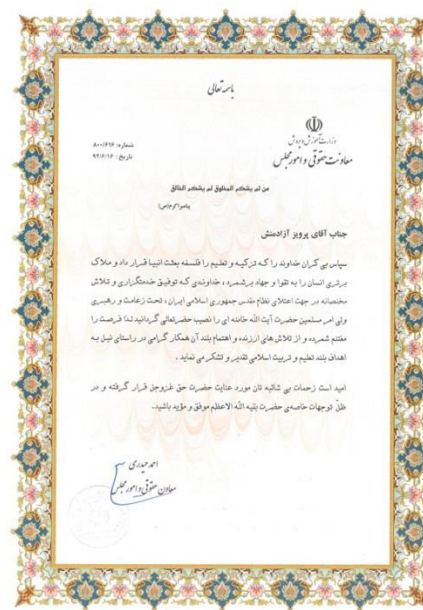 باسمه تعالی
وزارت آموزش و پرورش
معاونت حقوقی و امور مجلس
شماره: ۸۰۰/۶۱۶
تاریخ: ۹۲/۶/۱۶
من لم یشکر المخلوق لم یشکر الخالق
پیامبر اکرم(ص)
جناب آقای پرویز آزادمنش
سپاس بی کران خداوند را که تزکیه و تعلیم را فلسفه بعثت انبیا قرار داد و ملاک
برتری انسان را به تقوا و جهاد برشمرد، خداوندی که توفیق خدمتگزاری و تلاش
مخلصانه در جهت اعتلای نظام مقدس جمهوری اسلامی ایران، تحت زعامت و رهبری
ولی امر مسلمین حضرت آیت الله خامنه ای را نصیب حضرتعالی گردانید لذا فرصت را
مغتنم شمرده و از تلاش های ارزنده و اهتمام بلند آن همکار گرامی در راستای نیل به
اهداف بلند تعلیم و تربیت اسلامی تقدیر و تشکر می نماید.
امید است زحمات بی شائبه تان مورد عنایت حضرت حق عزوجل قرار گرفته و در
ظلّ توجهات خاصه‌ی حضرت بقیه الله الاعظم موفق و مؤید باشید.
احمد حیدری
معاون حقوقی و امور مجلس